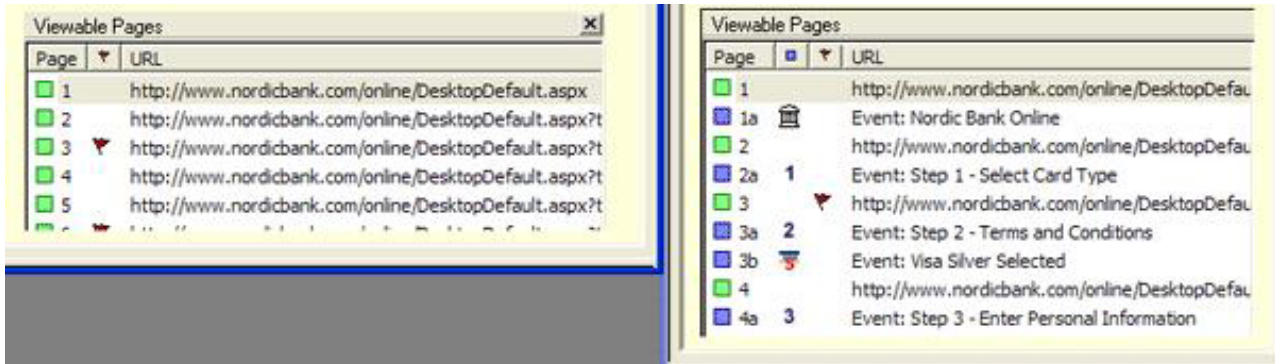 Viewable Pages
Page URL
1 http://www.nordicbank.com/online/DesktopDefault.aspx
2 http://www.nordicbank.com/online/DesktopDefault.aspx?t
3 http://www.nordicbank.com/online/DesktopDefault.aspx?t
4 http://www.nordicbank.com/online/DesktopDefault.aspx?t
5 http://www.nordicbank.com/online/DesktopDefault.aspx?t
Viewable Pages
Page URL
1 http://www.nordicbank.com/online/DesktopDefau
1a Event: Nordic Bank Online
2 http://www.nordicbank.com/online/DesktopDefau
2a 1 Event: Step 1 - Select Card Type
3 http://www.nordicbank.com/online/DesktopDefau
3a 2 Event: Step 2 - Terms and Conditions
3b Event: Visa Silver Selected
4 http://www.nordicbank.com/online/DesktopDefau
4a 3 Event: Step 3 - Enter Personal Information